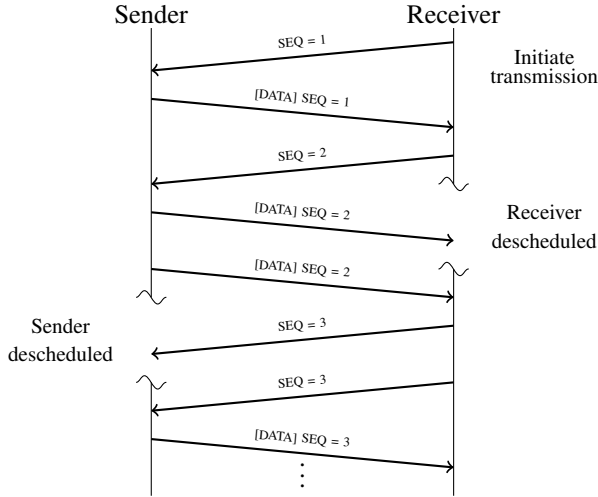 Sender
Receiver
SEQ = 1
Initiate
transmission
[DATA] SEQ = 1
SEQ = 2
[DATA] SEQ = 2
Receiver
descheduled
[DATA] SEQ = 2
Sender
descheduled
SEQ = 3
SEQ = 3
[DATA] SEQ = 3